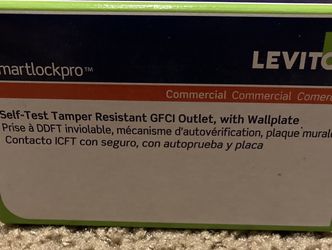 martlockpro™
LEVITO
Commercial Commercial Comerc
Self-Test Tamper Resistant GFCI Outlet, with Wallplate
Prise à DDFT inviolable, mécanisme d'autovérification, plaque murale
Contacto ICFT con seguro, con autoprueba y placa